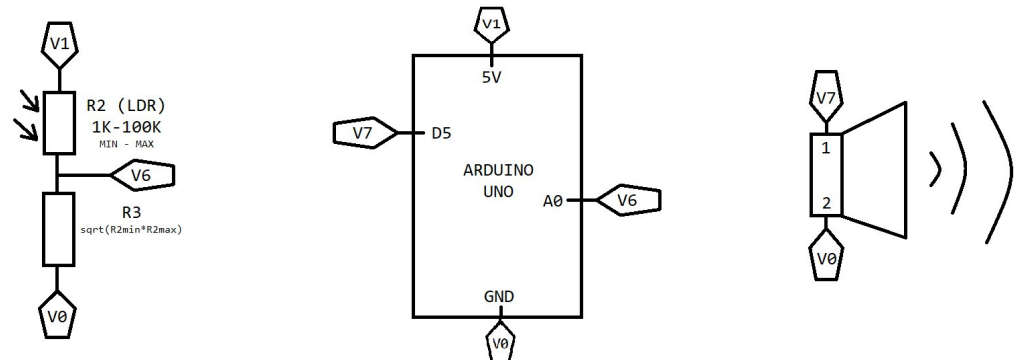 V1
R2 (LDR)
1K-100K
MIN - MAX
V6
R3
sqrt(R2min*R2max)
V0
V1
5V
V7
D5
ARDUINO
UNO
A0
V6
GND
V0
V7
1
2
V0